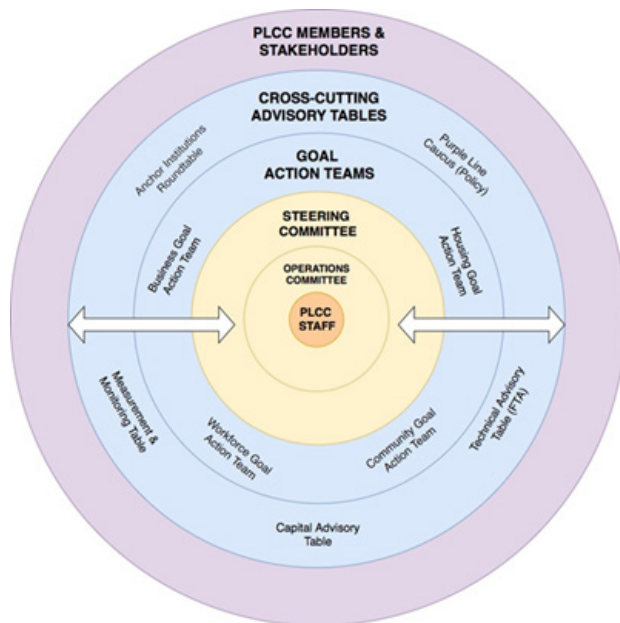 PLCC MEMBERS &
STAKEHOLDERS
CROSS-CUTTING
ADVISORY TABLES
Anchor Institutions
Roundtable
Purple Line
Caucus (Policy)
GOAL
ACTION TEAMS
Business Goal
Action Team
Housing Goal
Action Team
STEERING
COMMITTEE
OPERATIONS
COMMITTEE
PLCC
STAFF
Measurement &
Monitoring Table
Technical Advisory
Table (FTA)
Workforce Goal
Action Team
Community Goal
Action Team
Capital Advisory
Table